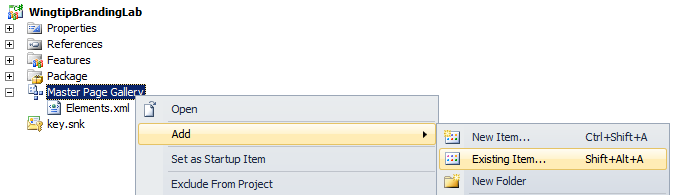 WingtipBrandingLab
Properties
References
Features
Package
Master Page Gallery
Elements.xml
key.snk
Open
Add
Set as Startup Item
Exclude From Project
New Item... Ctrl+Shift+A
Existing Item... Shift+Alt+A
New Folder